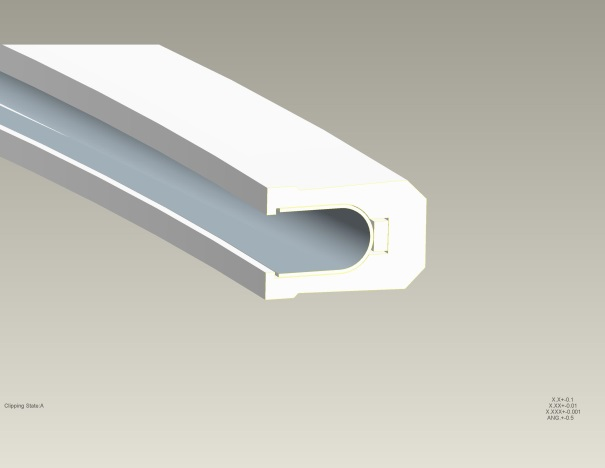 Clipping State:A
X.X+-0.1
X.XX+-0.01
X.XXX+-0.001
ANG.+-0.5